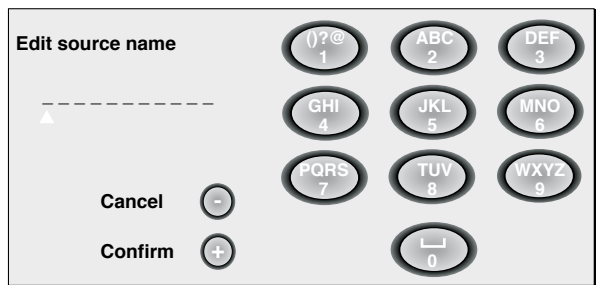 Edit source name
()?@ ABC DEF
1 2 3
GHI JKL MNO
4 5 6
PQRS TUV WXYZ
7 8 9
Cancel -
Confirm +
0